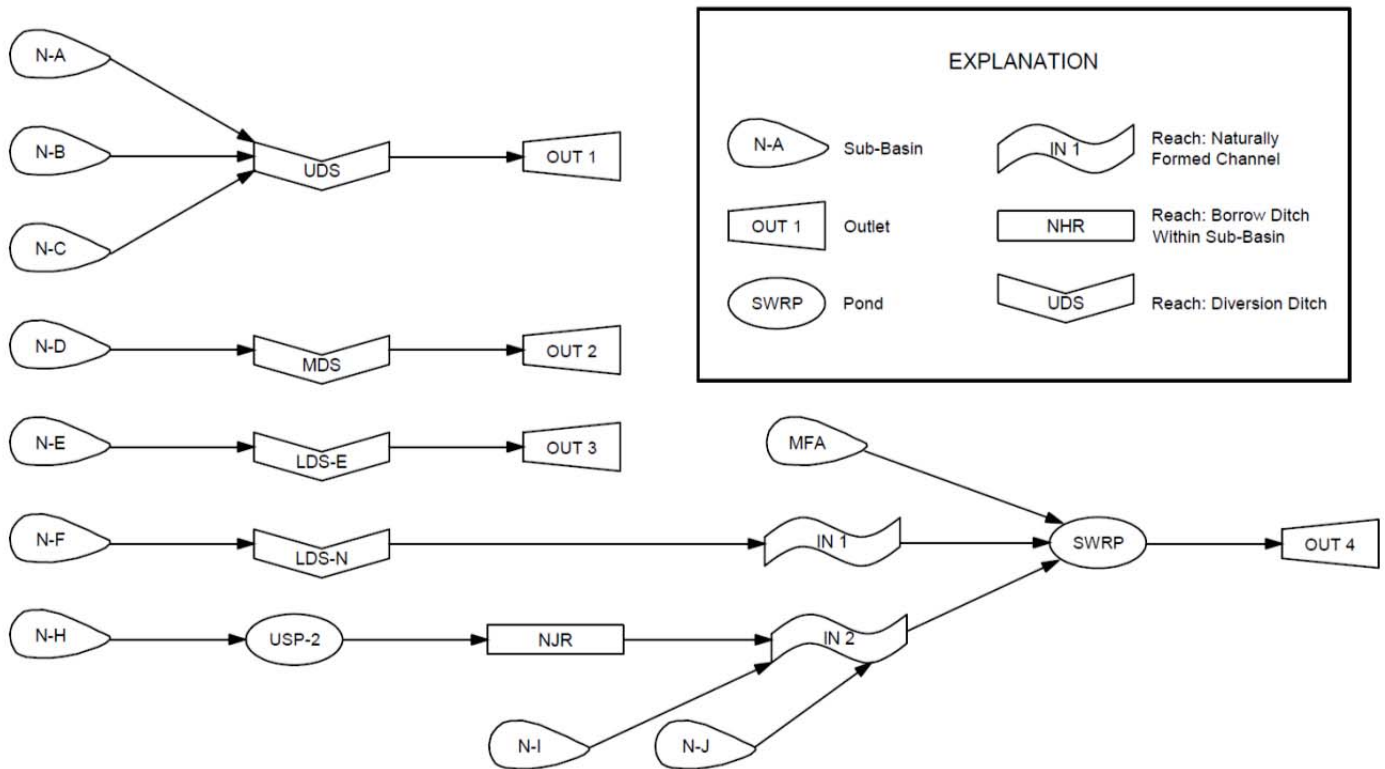 N-A
N-B
N-C
UDS
OUT 1
N-D
MDS
OUT 2
N-E
LDS-E
OUT 3
N-F
LDS-N
IN 1
MFA
SWRP
OUT 4
N-H
USP-2
NJR
IN 2
N-I
N-J
EXPLANATION
N-A
Sub-Basin
IN 1
Reach: Naturally
Formed Channel
OUT 1
Outlet
NHR
Reach: Borrow Ditch
Within Sub-Basin
SWRP
Pond
UDS
Reach: Diversion Ditch